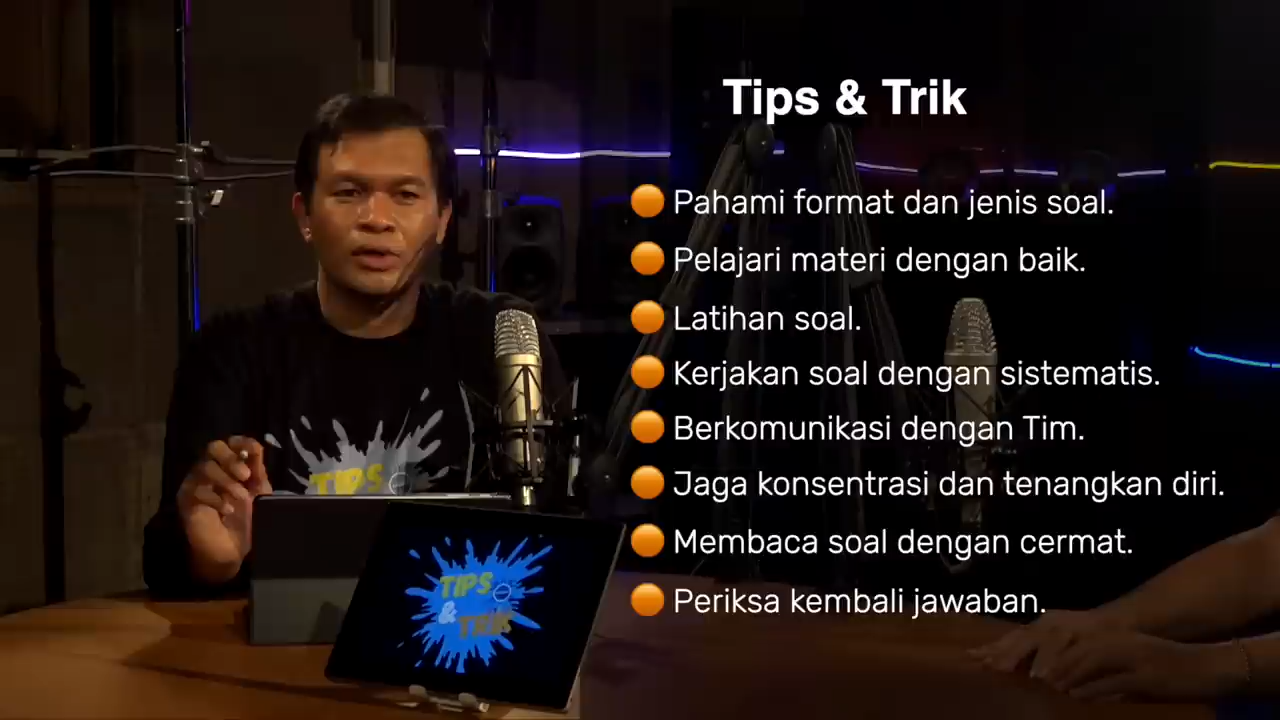 Tips & Trik
Pahami format dan jenis soal.
Pelajari materi dengan baik.
Latihan soal.
Kerjakan soal dengan sistematis.
Berkomunikasi dengan Tim.
Jaga konsentrasi dan tenangkan diri.
Membaca soal dengan cermat.
Periksa kembali jawaban.
TIPS
TIPS
& TRIK